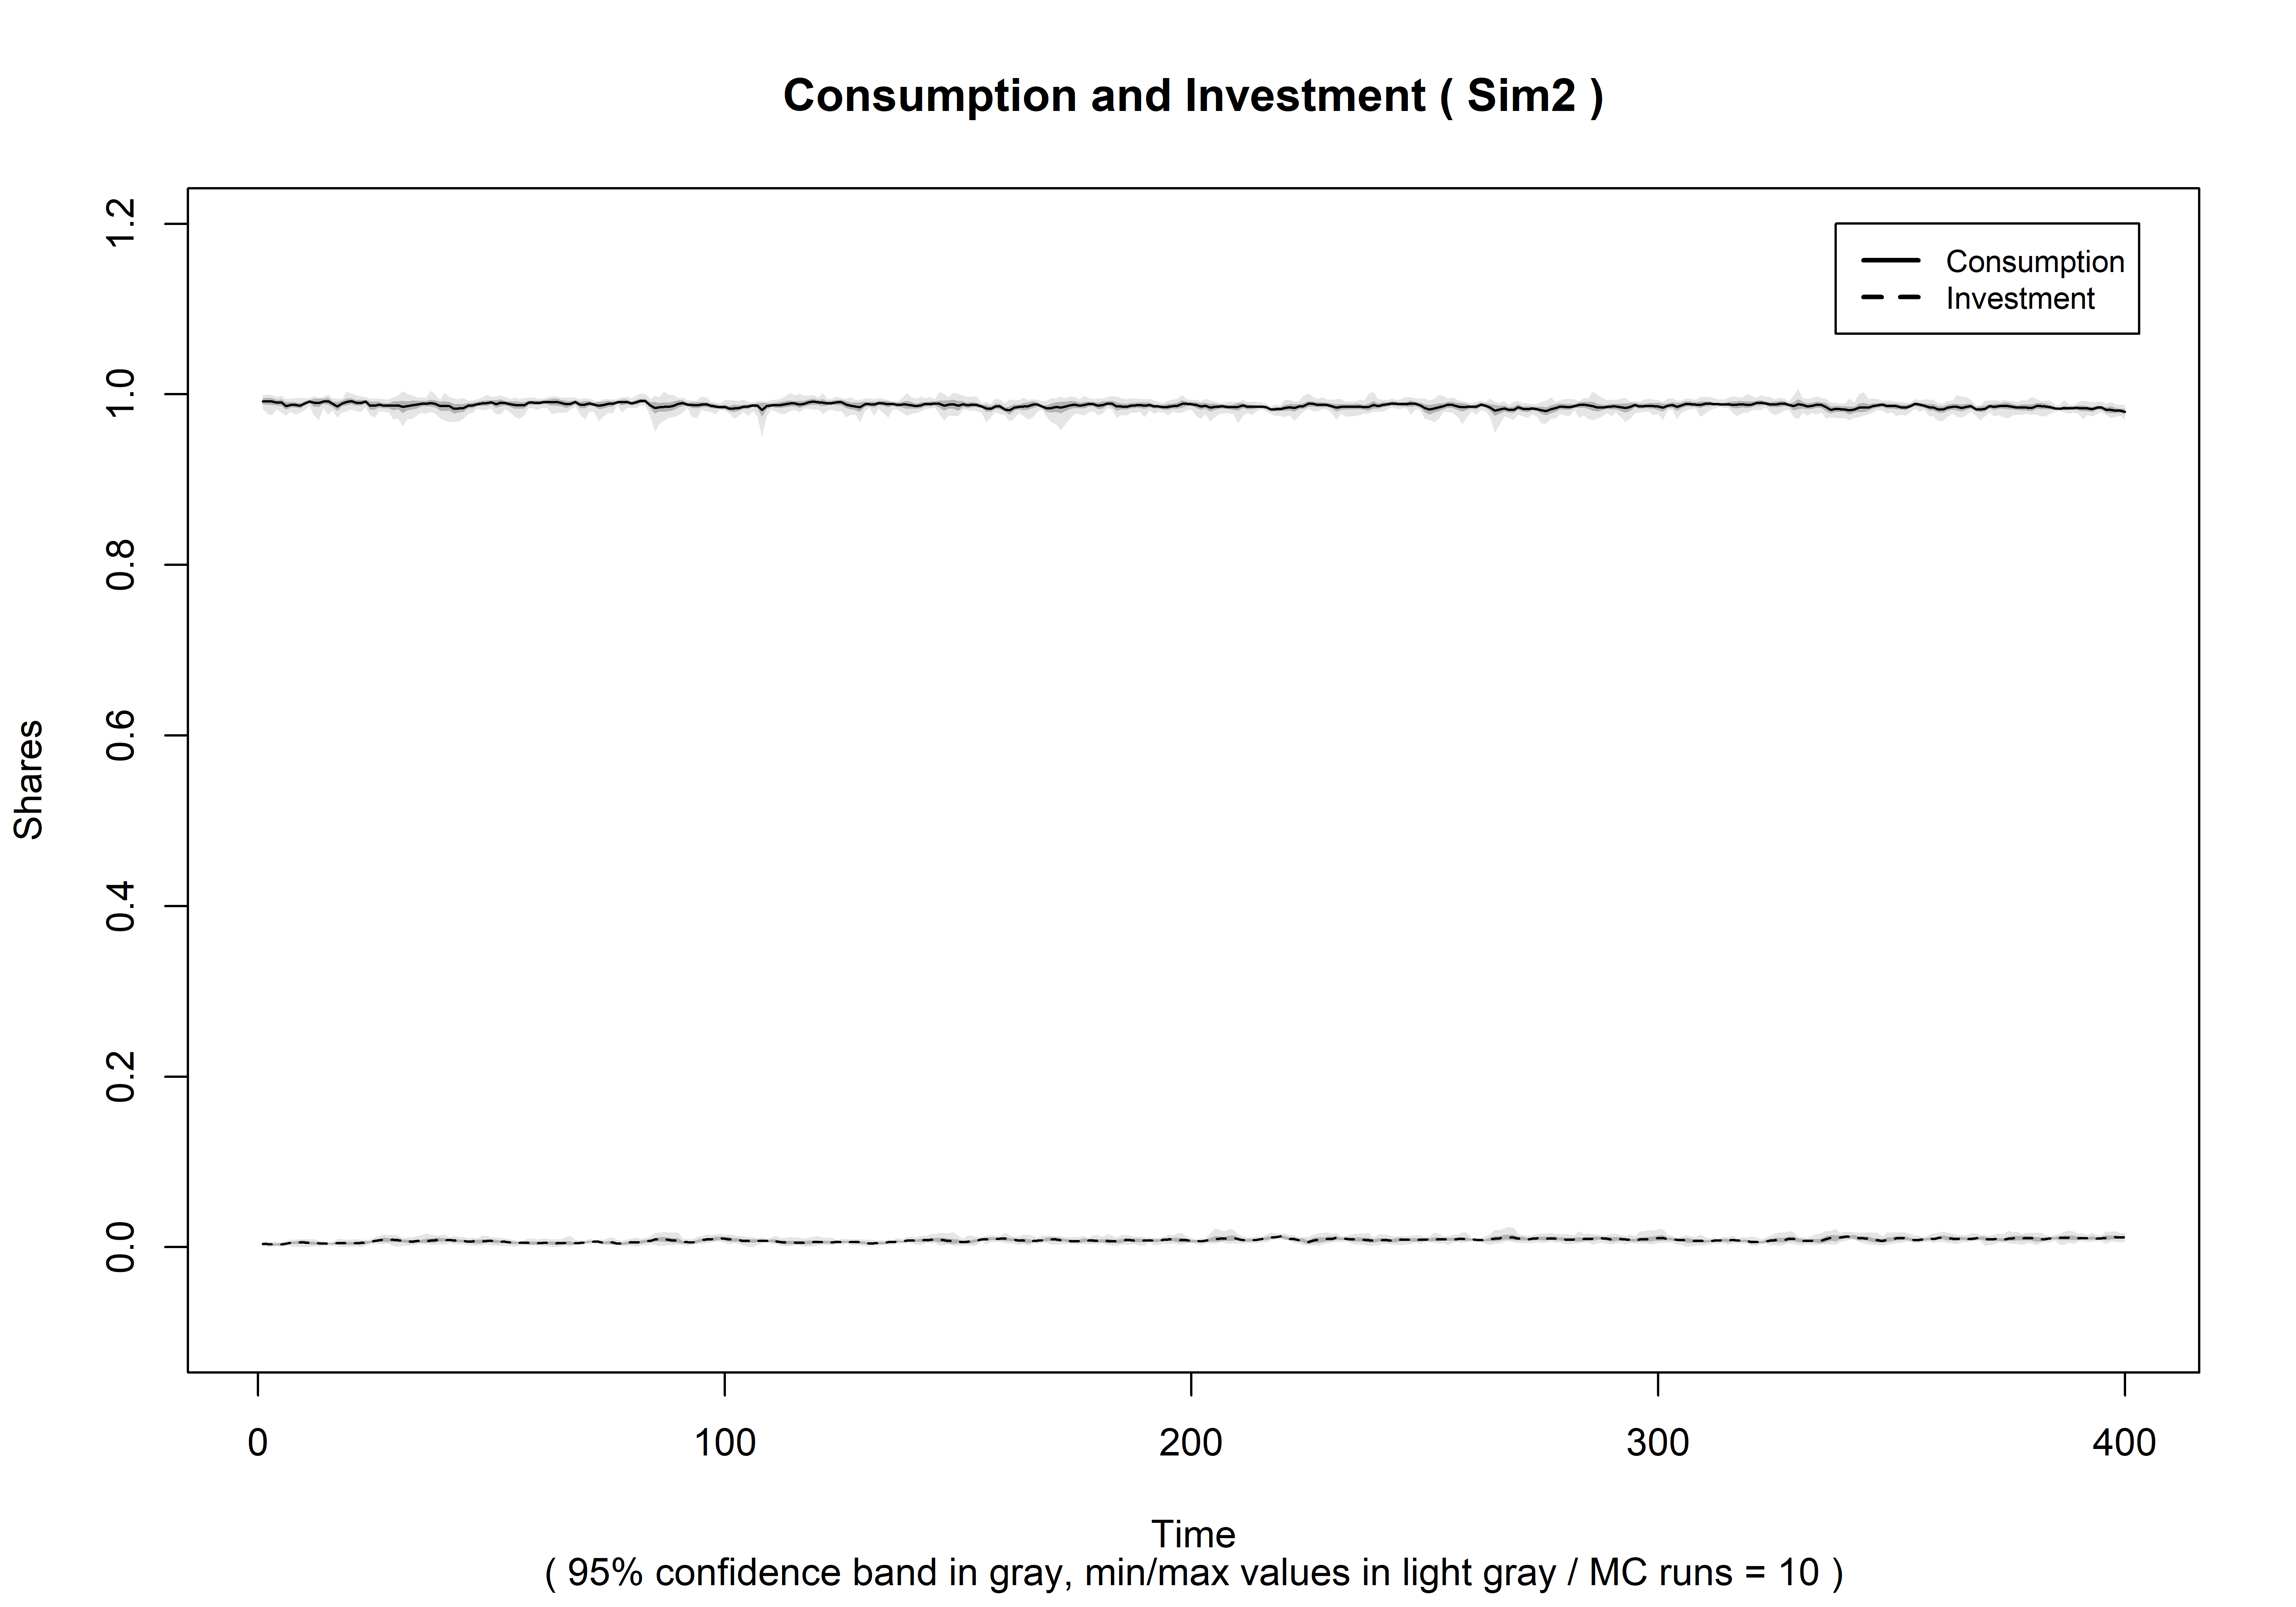 Consumption and Investment ( Sim2 )
Consumption
Investment
1.2
1.0
0.8
0.6
0.4
0.2
0.0
Shares
0 100 200 300 400
Time
( 95% confidence band in gray, min/max values in light gray / MC runs = 10 )